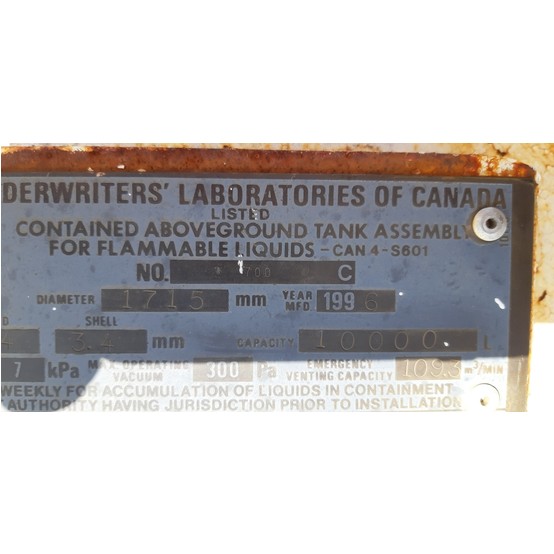 DERWRITERS' LABORATORIES OF CANADA
LISTED
CONTAINED ABOVEGROUND TANK ASSEMBLY
FOR FLAMMABLE LIQUIDS - CAN 4 - S601
NO. C
DIAMETER 1715 mm YEAR MFD. 1996
SHELL
3.4 mm CAPACITY 10000 L
7 kPa MAX. OPERATING VACUUM 300 Pa EMERGENCY VENTING CAPACITY 109.3 m³/MIN
WEEKLY FOR ACCUMULATION OF LIQUIDS IN CONTAINMENT
AUTHORITY HAVING JURISDICTION PRIOR TO INSTALLATION